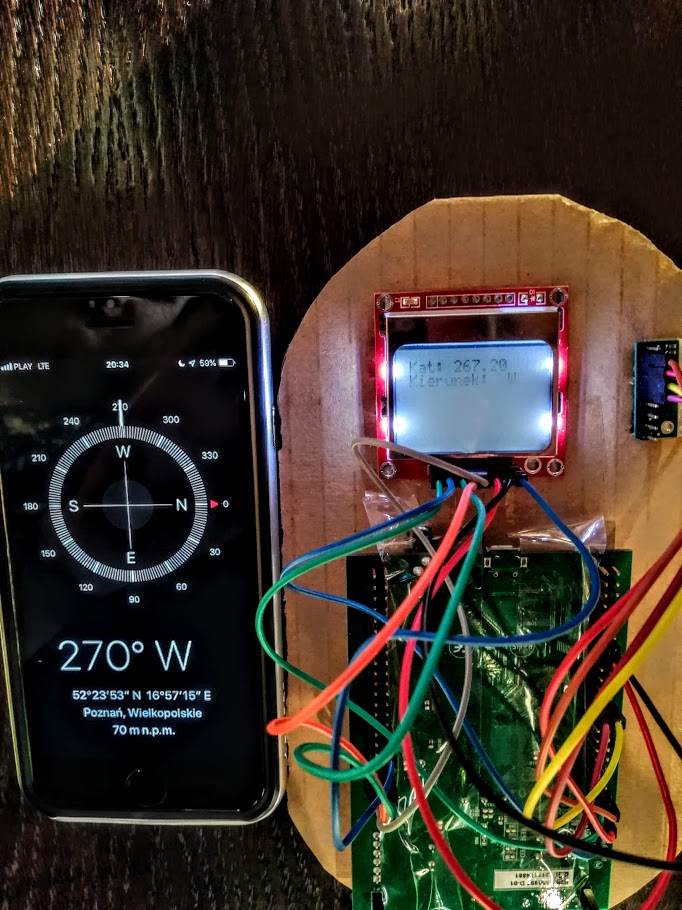 PLAY LTE 20:34 59%
270
240 300
210 330
W
180 S N 0
E
150 30
120 60
90
270° W
52°23′53″ N 16°57′15″ E
Poznań, Wielkopolskie
70 m n.p.m.
Kąt: 267.20
Kierunek: W